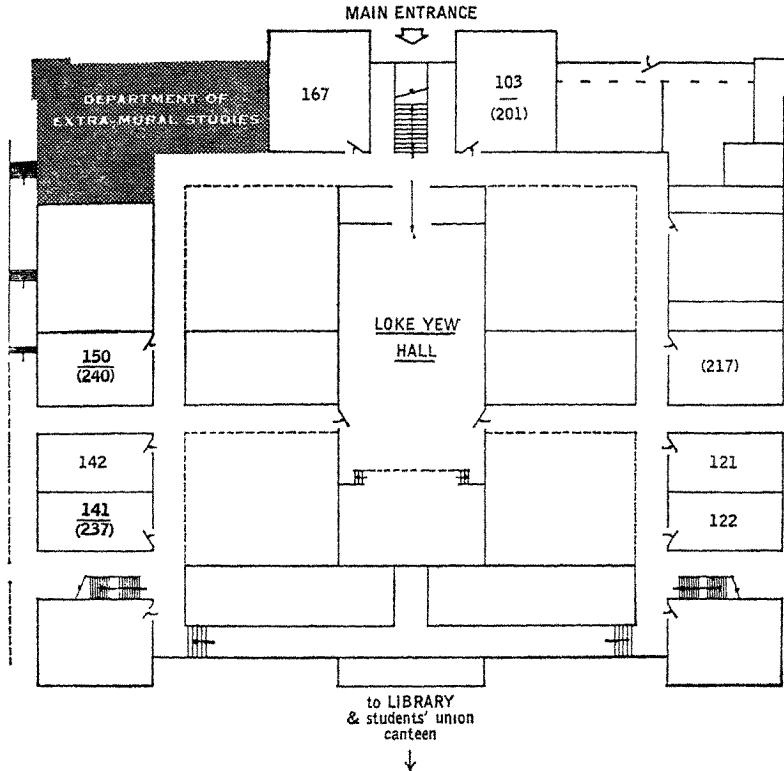 MAIN ENTRANCE
DEPARTMENT OF
EXTRA-MURAL STUDIES
167
103
(201)
LOKE YEW
HALL
150
(240)
(217)
142
121
141
(237)
122
to LIBRARY
& students' union
canteen